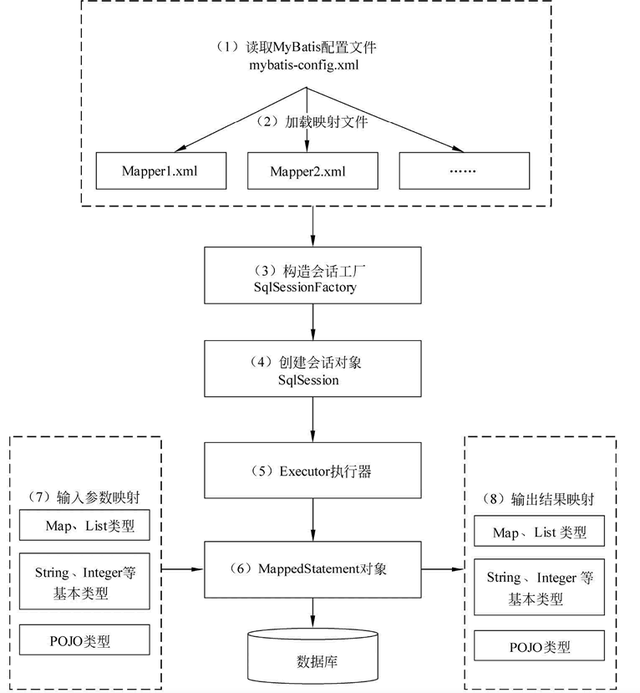 （1）读取MyBatis配置文件
mybatis-config.xml
（2）加载映射文件
Mapper1.xml
Mapper2.xml
……
（3）构造会话工厂
SqlSessionFactory
（4）创建会话对象
SqlSession
（5）Executor执行器
（7）输入参数映射
Map、List类型
String、Integer等
基本类型
POJO类型
（6）MappedStatement对象
数据库
（8）输出结果映射
Map、List 类型
String、Integer 等
基本类型
POJO类型